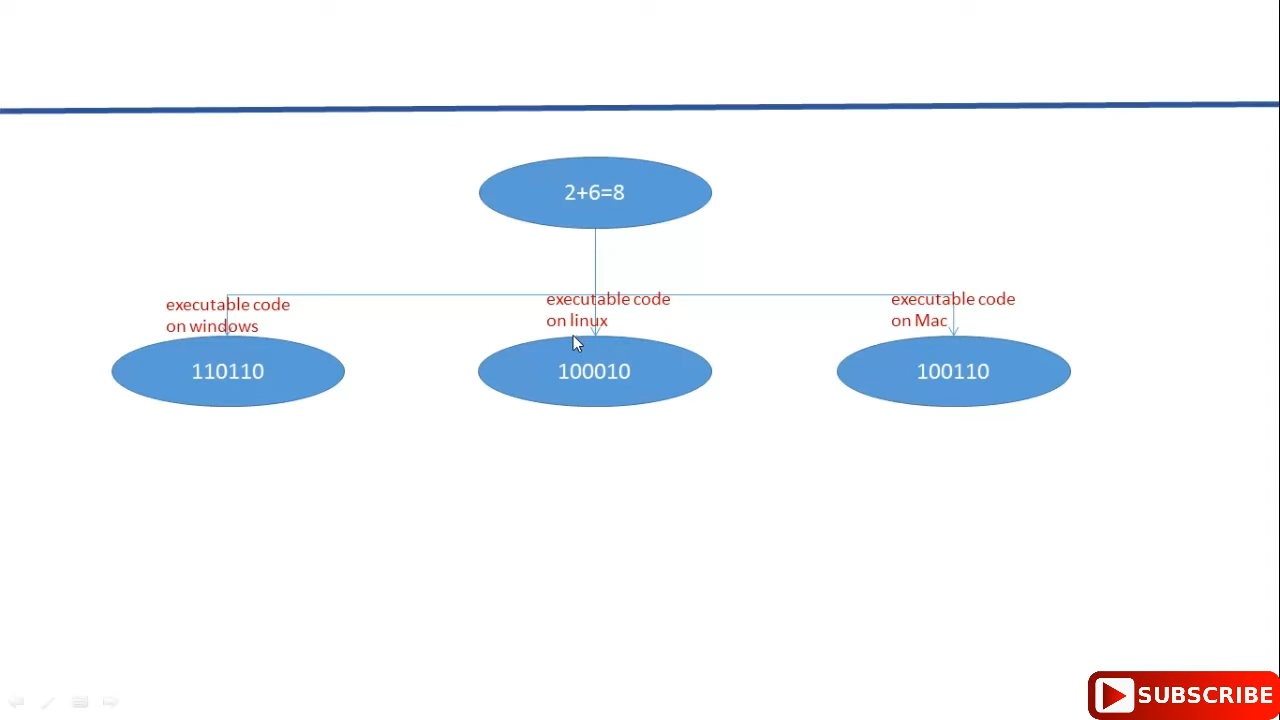 2+6=8
executable code
on windows
executable code
on linux
executable code
on Mac
110110
100010
100110
SUBSCRIBE